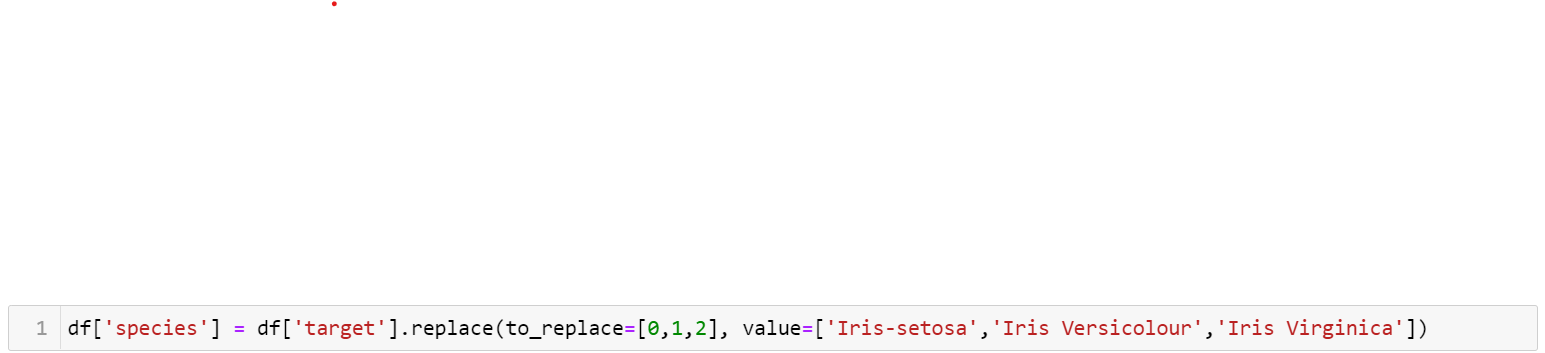 1 df['species'] = df['target'].replace(to_replace=[0,1,2], value=['Iris-setosa','Iris Versicolour','Iris Virginica'])